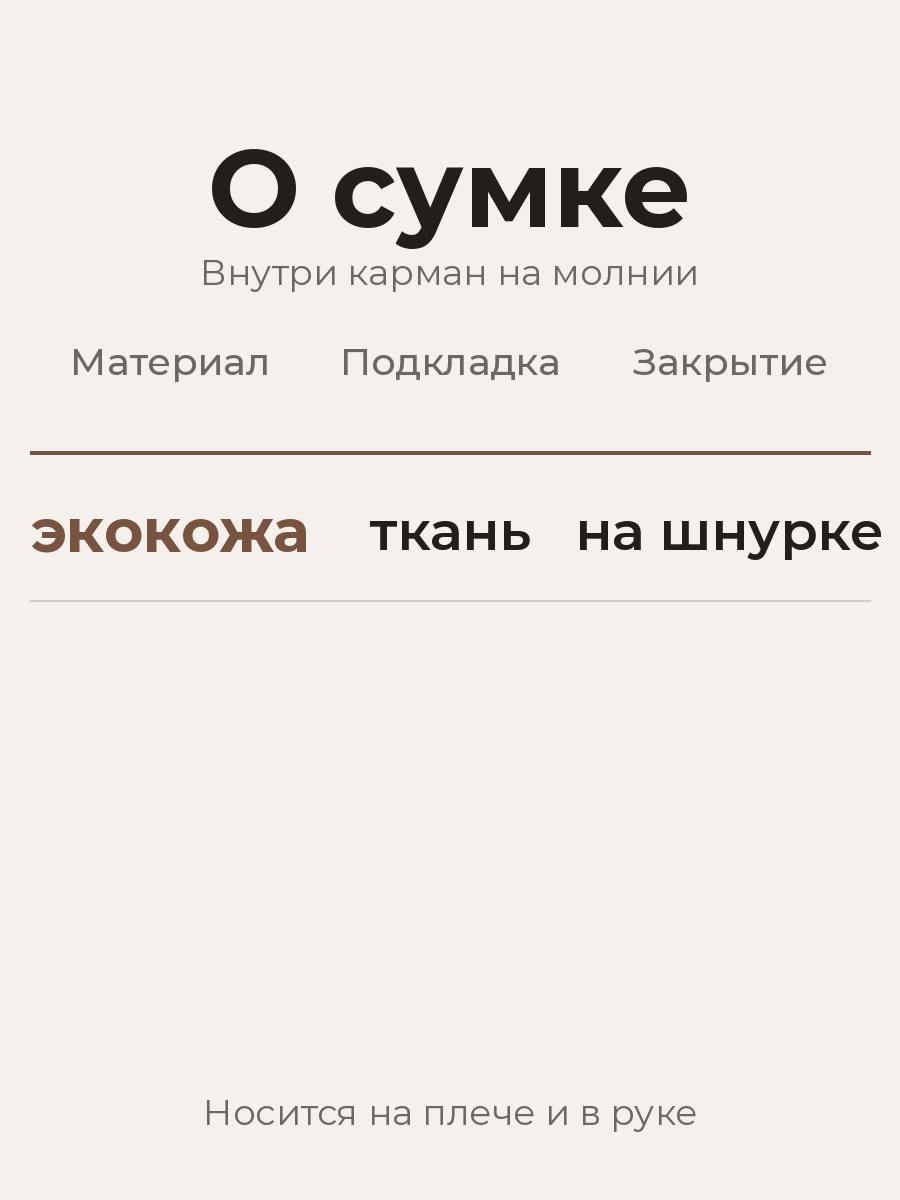 О сумке
Внутри карман на молнии
Материал Подкладка Закрытие
экокожа ткань на шнурке
Носится на плече и в руке